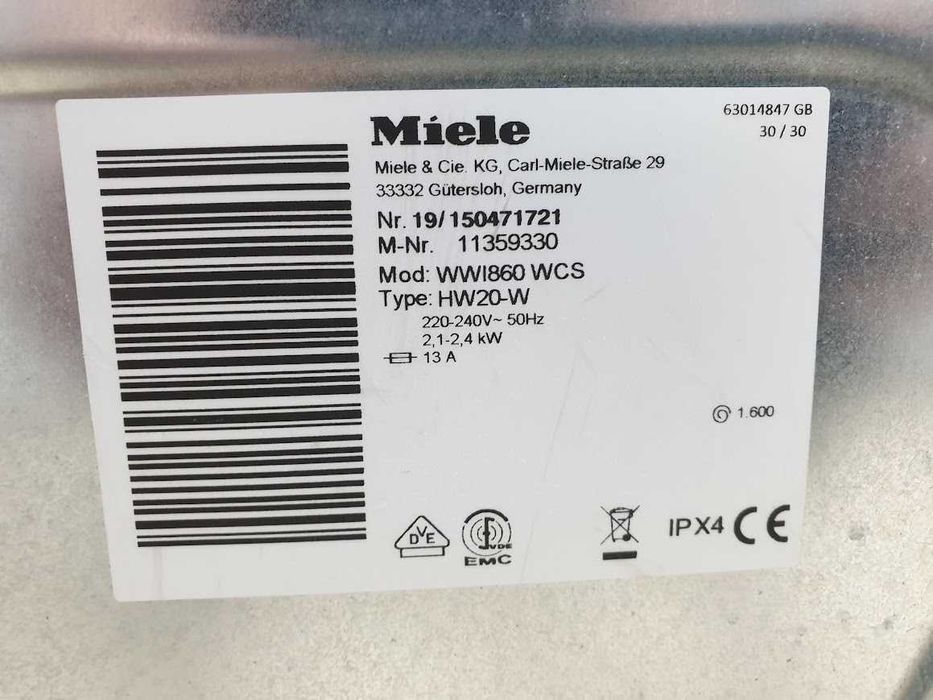 63014847 GB
30 / 30
Miele
Miele & Cie. KG, Carl-Miele-Straße 29
33332 Gütersloh, Germany
Nr. 19/150471721
M-Nr. 11359330
Mod: WWI860 WCS
Type: HW20-W
220-240V~ 50Hz
2,1-2,4 kW
13 A
1.600
DVE
VDE
EMC
IPX4 CE